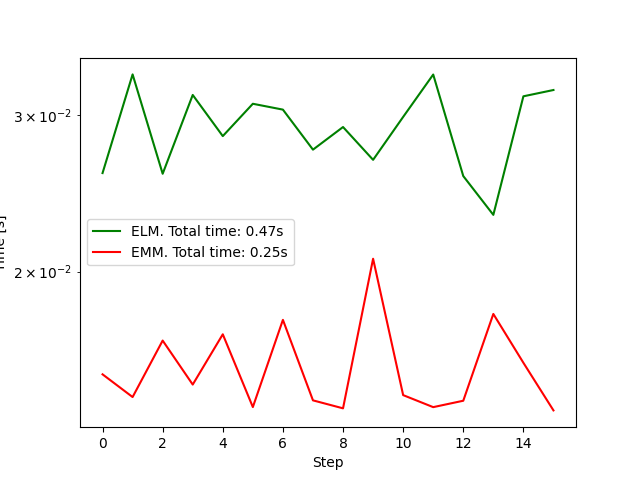 3 × 10⁻²
2 × 10⁻²
ELM. Total time: 0.47s
EMM. Total time: 0.25s
0 2 4 6 8 10 12 14
Step